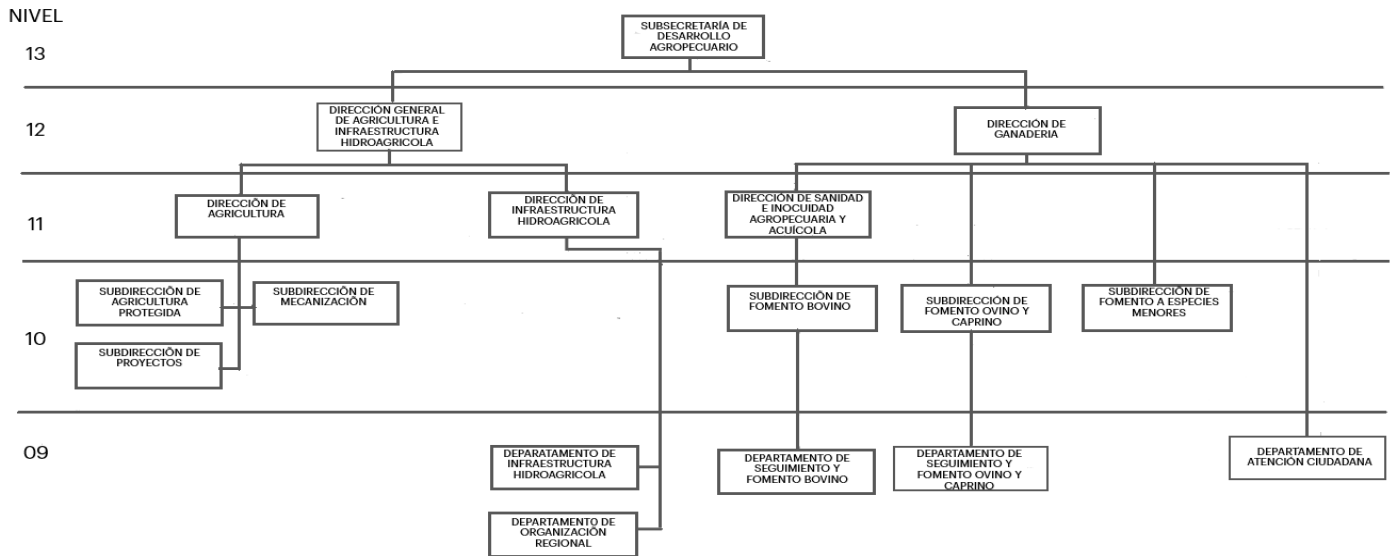 NIVEL
SUBSECRETARÍA DE
DESARROLLO
AGROPECUARIO
13
DIRECCIÓN GENERAL
DE AGRICULTURA E
INFRAESTRUCTURA
HIDROAGRICOLA
DIRECCIÓN DE
GANADERIA
12
DIRECCIÓN DE
AGRICULTURA
DIRECCIÓN DE
INFRAESTRUCTURA
HIDROAGRICOLA
DIRECCIÓN DE SANIDAD
E INOCUIDAD
AGROPECUARIA Y
ACUÍCOLA
11
SUBDIRECCIÓN DE
AGRICULTURA
PROTEGIDA
SUBDIRECCIÓN DE
MECANIZACIÓN
SUBDIRECCIÓN DE
FOMENTO BOVINO
SUBDIRECCIÓN DE
FOMENTO OVINO Y
CAPRINO
SUBDIRECCIÓN DE
FOMENTO A ESPECIES
MENORES
10
SUBDIRECCIÓN DE
PROYECTOS
09
DEPARATAMENTO DE
INFRAESTRUCTURA
HIDROAGRICOLA
DEPARTAMENTO DE
SEGUIMIENTO Y
FOMENTO BOVINO
DEPARTAMENTO DE
SEGUIMIENTO Y
FOMENTO OVINO Y
CAPRINO
DEPARTAMENTO DE
ATENCIÓN CIUDADANA
DEPARTAMENTO DE
ORGANIZACIÓN
REGIONAL